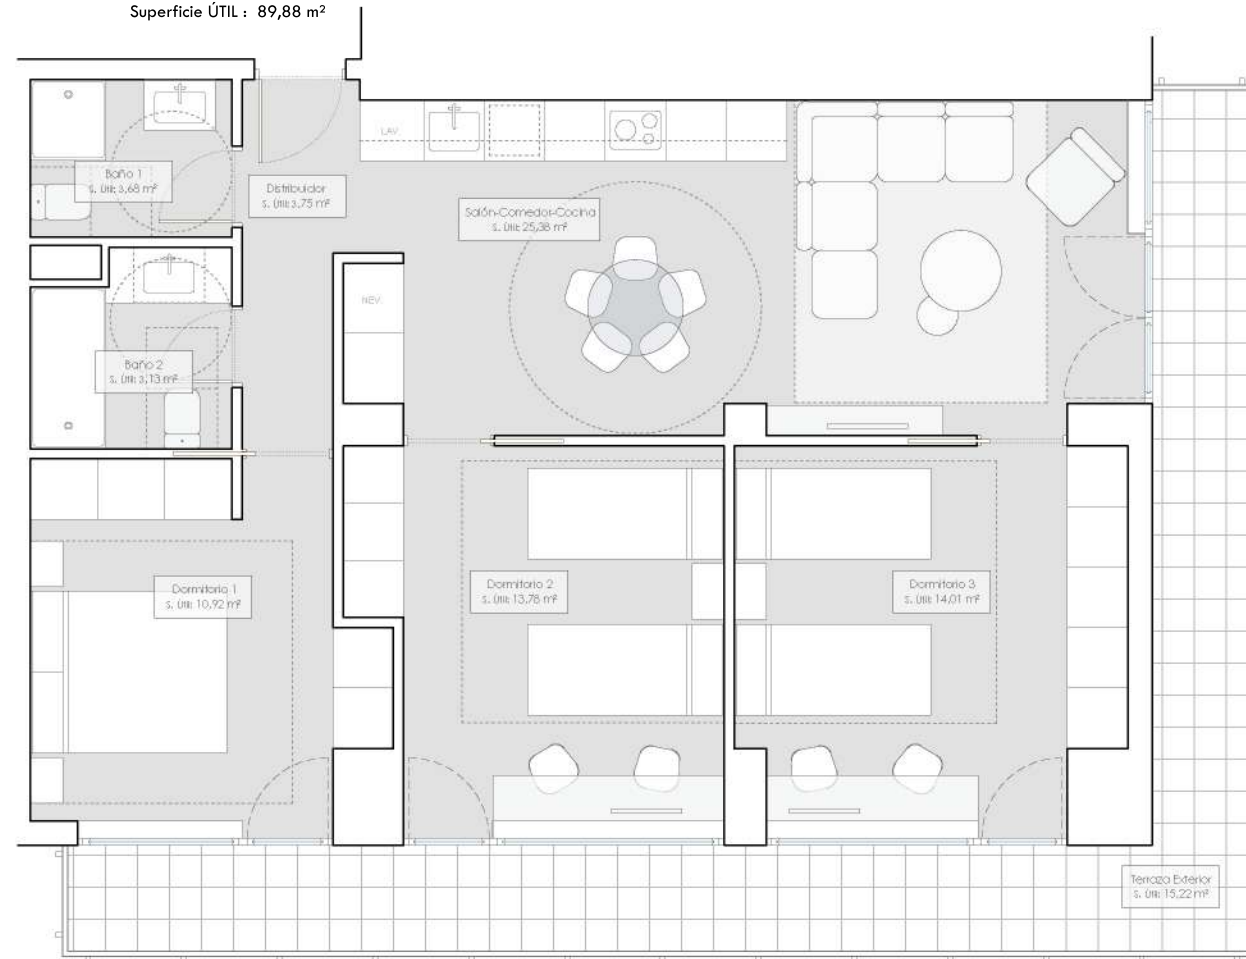 Superficie ÚTIL : 89,88 m²
LAV.
Baño 1
S. Útil: 3,68 m²
Distribuidor
S. Útil: 3,75 m²
Salón-Comedor-Cocina
S. Útil: 25,38 m²
NEV.
Baño 2
S. Útil: 3,13 m²
Dormitorio 1
S. Útil: 10,92 m²
Dormitorio 2
S. Útil: 13,78 m²
Dormitorio 3
S. Útil: 14,01 m²
Terraza Exterior
S. Útil: 15,22 m²